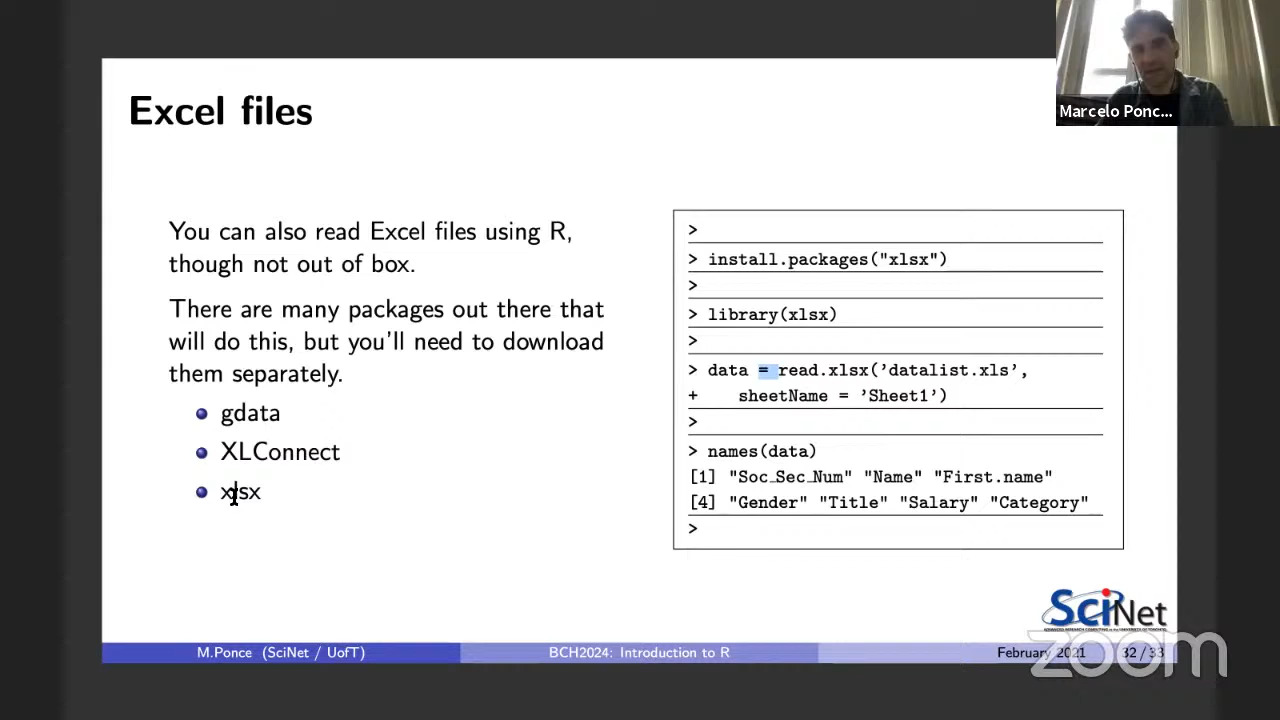 Marcelo Ponc...
Excel files
You can also read Excel files using R,
though not out of box.
There are many packages out there that
will do this, but you'll need to download
them separately.
gdata
XLConnect
xlsx
>
> install.packages("xlsx")
>
> library(xlsx)
>
> data = read.xlsx('datalist.xls',
+ sheetName = 'Sheet1')
>
> names(data)
[1] "Soc_Sec_Num" "Name" "First.name"
[4] "Gender" "Title" "Salary" "Category"
>
SciNet
M.Ponce (SciNet / UofT)
BCH2024: Introduction to R
February 2021
32 / 33
zoom